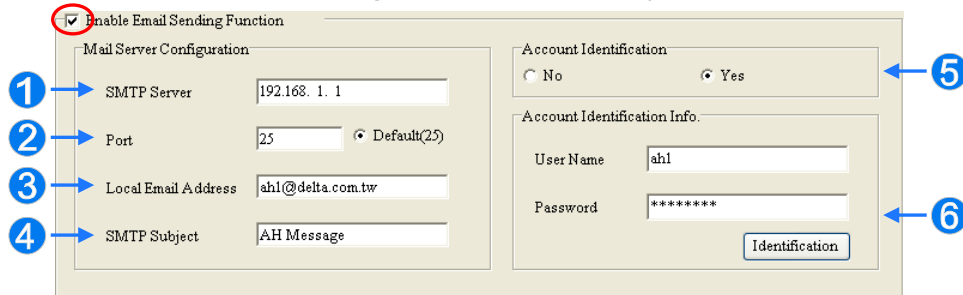 Enable Email Sending Function
Mail Server Configuration
1 SMTP Server 192.168. 1. 1
2 Port 25 Default(25)
3 Local Email Address ah1@delta.com.tw
4 SMTP Subject AH Message
Account Identification
No Yes 5
Account Identification Info.
User Name ah1
Password ******** 6
Identification